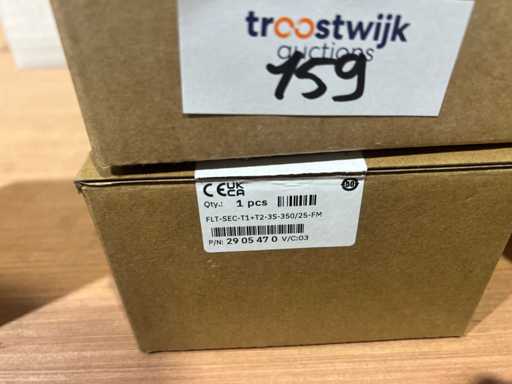 troostwijk
auctions
159
CE UK
CA
Qty.: 1 pcs
FLT-SEC-T1+T2-3S-350/25-FM
P/N: 29 05 47 0 V/C:03